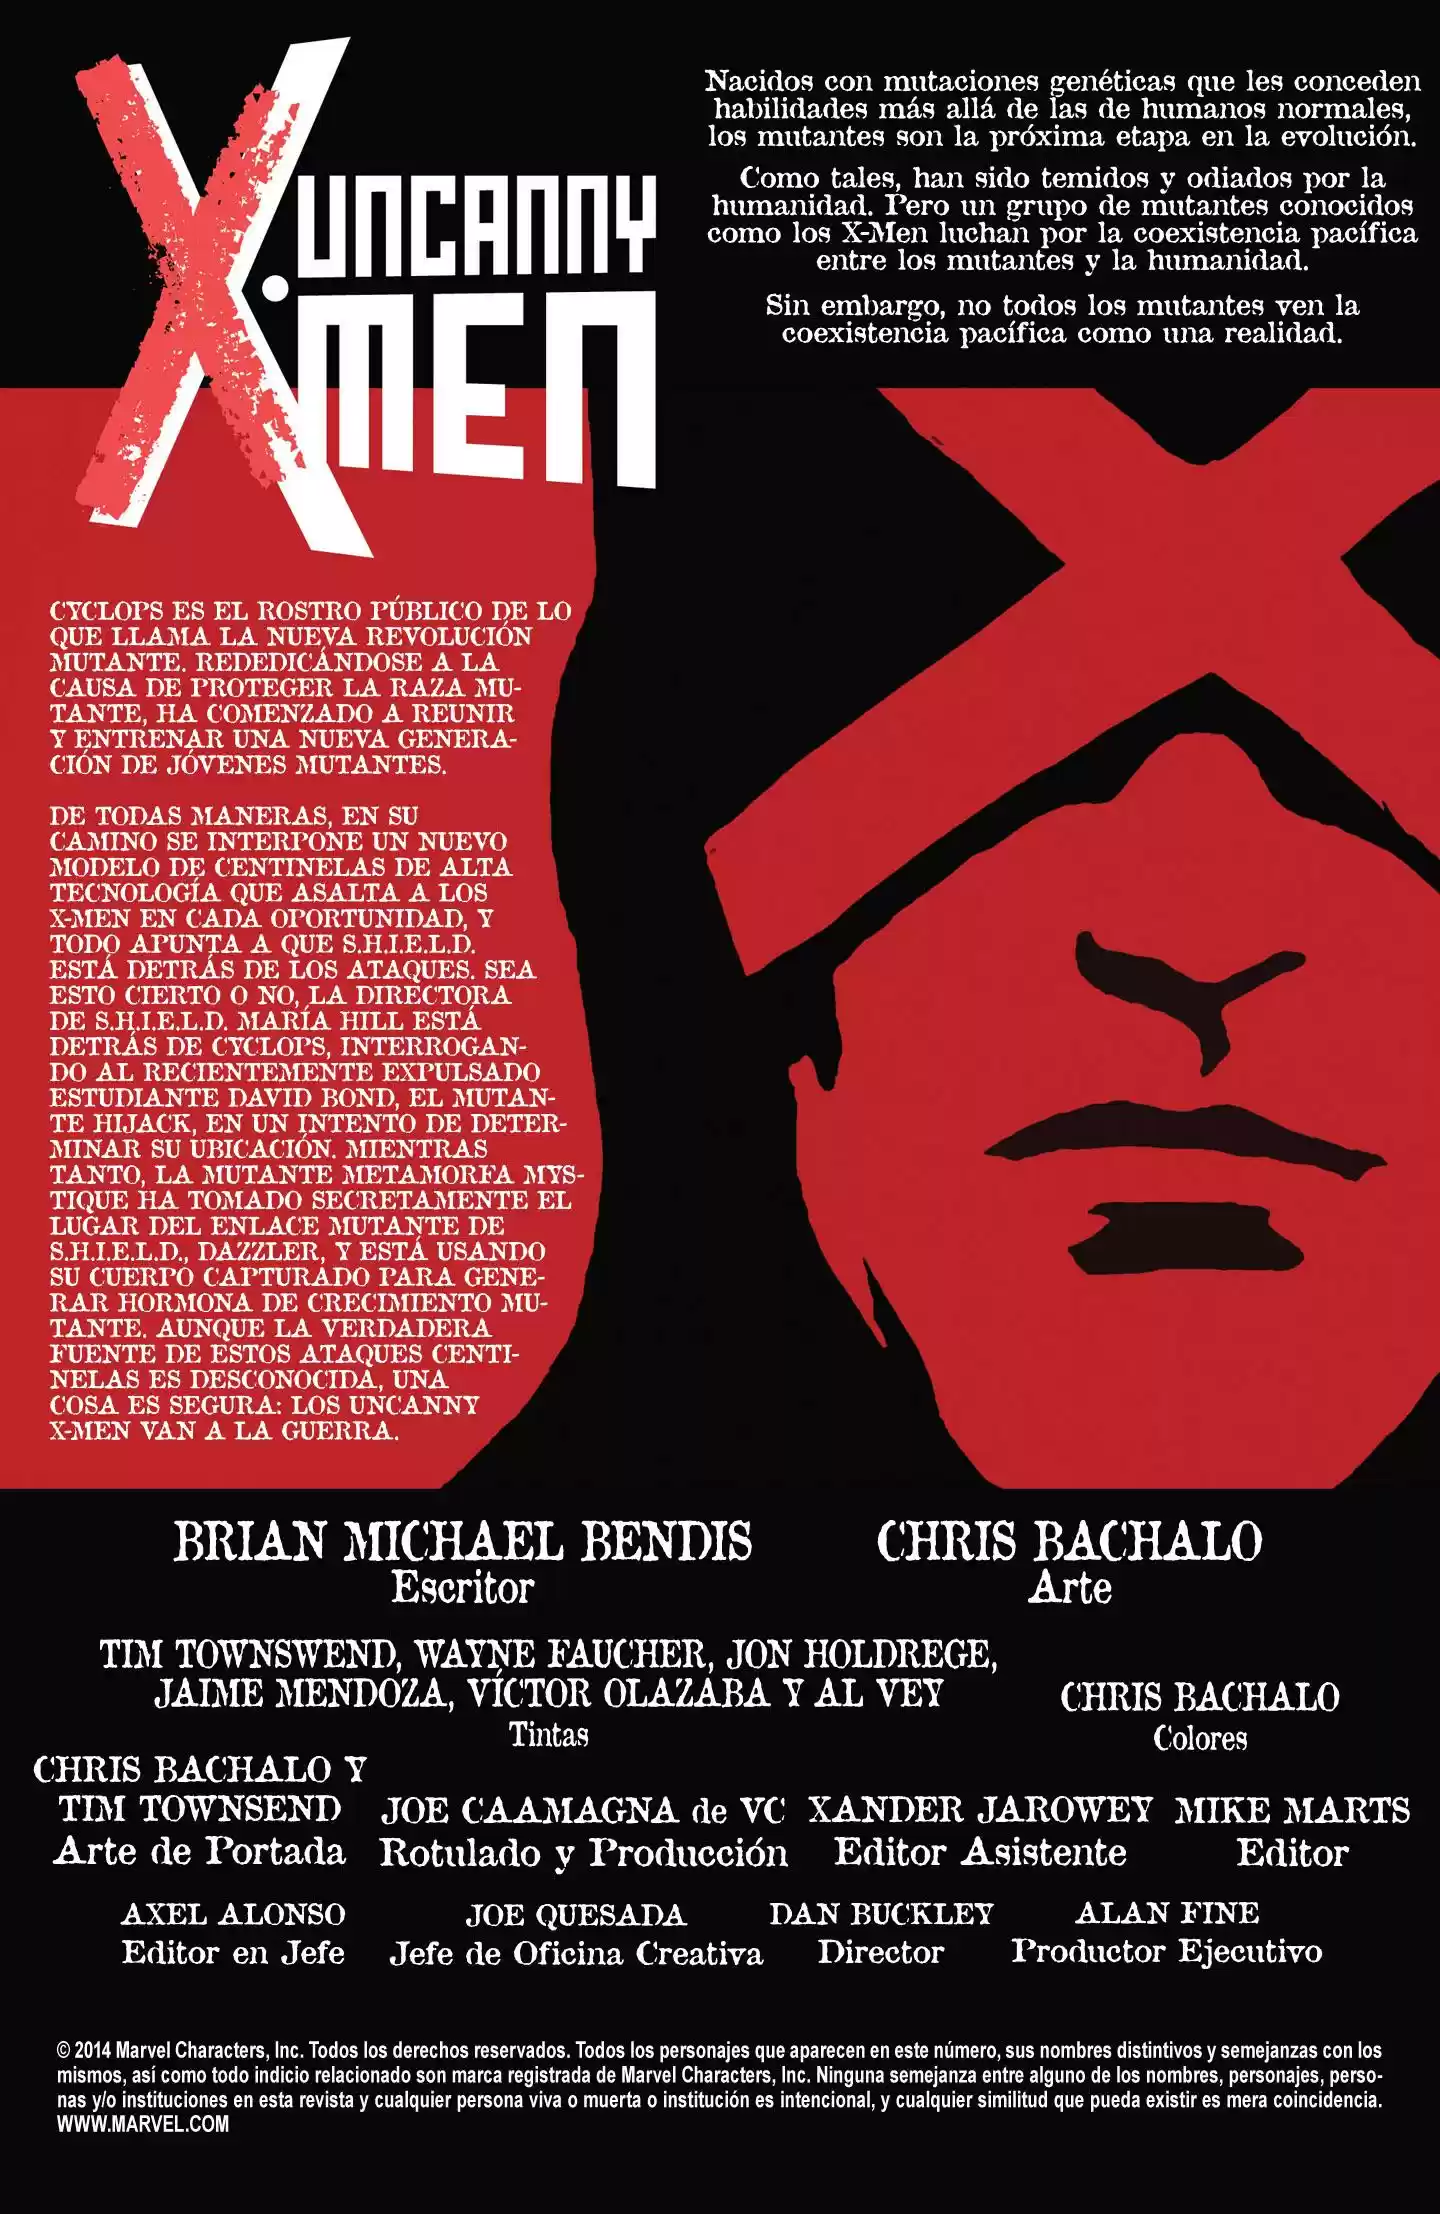 UNCANNY
X-MEN
Nacidos con mutaciones genéticas que les conceden
habilidades más allá de las de humanos normales,
los mutantes son la próxima etapa en la evolución.
Como tales, han sido temidos y odiados por la
humanidad. Pero un grupo de mutantes conocidos
como los X-Men luchan por la coexistencia pacífica
entre los mutantes y la humanidad.
Sin embargo, no todos los mutantes ven la
coexistencia pacífica como una realidad.
CYCLOPS ES EL ROSTRO PÚBLICO DE LO
QUE LLAMA LA NUEVA REVOLUCIÓN
MUTANTE. REDEDICÁNDOSE A LA
CAUSA DE PROTEGER LA RAZA MU-
TANTE, HA COMENZADO A REUNIR
Y ENTRENAR UNA NUEVA GENERA-
CIÓN DE JÓVENES MUTANTES.
DE TODAS MANERAS, EN SU
CAMINO SE INTERPONE UN NUEVO
MODELO DE CENTINELAS DE ALTA
TECNOLOGÍA QUE ASALTA A LOS
X-MEN EN CADA OPORTUNIDAD, Y
TODO APUNTA A QUE S.H.I.E.L.D.
ESTÁ DETRÁS DE LOS ATAQUES. SEA
ESTO CIERTO O NO, LA DIRECTORA
DE S.H.I.E.L.D. MARÍA HILL ESTÁ
DETRÁS DE CYCLOPS, INTERROGAN-
DO AL RECIENTEMENTE EXPULSADO
ESTUDIANTE DAVID BOND, EL MUTAN-
TE HIJACK, EN UN INTENTO DE DETER-
MINAR SU UBICACIÓN. MIENTRAS
TANTO, LA MUTANTE METAMORFA MYS-
TIQUE HA TOMADO SECRETAMENTE EL
LUGAR DEL ENLACE MUTANTE DE
S.H.I.E.L.D., DAZZLER, Y ESTÁ USANDO
SU CUERPO CAPTURADO PARA GENE-
RAR HORMONA DE CRECIMIENTO MU-
TANTE. AUNQUE LA VERDADERA
FUENTE DE ESTOS ATAQUES CENTI-
NELAS ES DESCONOCIDA, UNA
COSA ES SEGURA: LOS UNCANNY
X-MEN VAN A LA GUERRA.
BRIAN MICHAEL BENDIS
Escritor
CHRIS BACHALO
Arte
TIM TOWNSWEND, WAYNE FAUCHER, JON HOLDREGE,
JAIME MENDOZA, VÍCTOR OLAZABA Y AL VEY
Tintas
CHRIS BACHALO
Colores
CHRIS BACHALO Y
TIM TOWNSEND
Arte de Portada
JOE CAAMAGNA de VC
Rotulado y Producción
XANDER JAROWEY
Editor Asistente
MIKE MARTS
Editor
AXEL ALONSO
Editor en Jefe
JOE QUESADA
Jefe de Oficina Creativa
DAN BUCKLEY
Director
ALAN FINE
Productor Ejecutivo
© 2014 Marvel Characters, Inc. Todos los derechos reservados. Todos los personajes que aparecen en este número, sus nombres distintivos y semejanzas con los
mismos, así como todo indicio relacionado son marca registrada de Marvel Characters, Inc. Ninguna semejanza entre alguno de los nombres, personajes, perso-
nas y/o instituciones en esta revista y cualquier persona viva o muerta o institución es intencional, y cualquier similitud que pueda existir es mera coincidencia.
WWW.MARVEL.COM